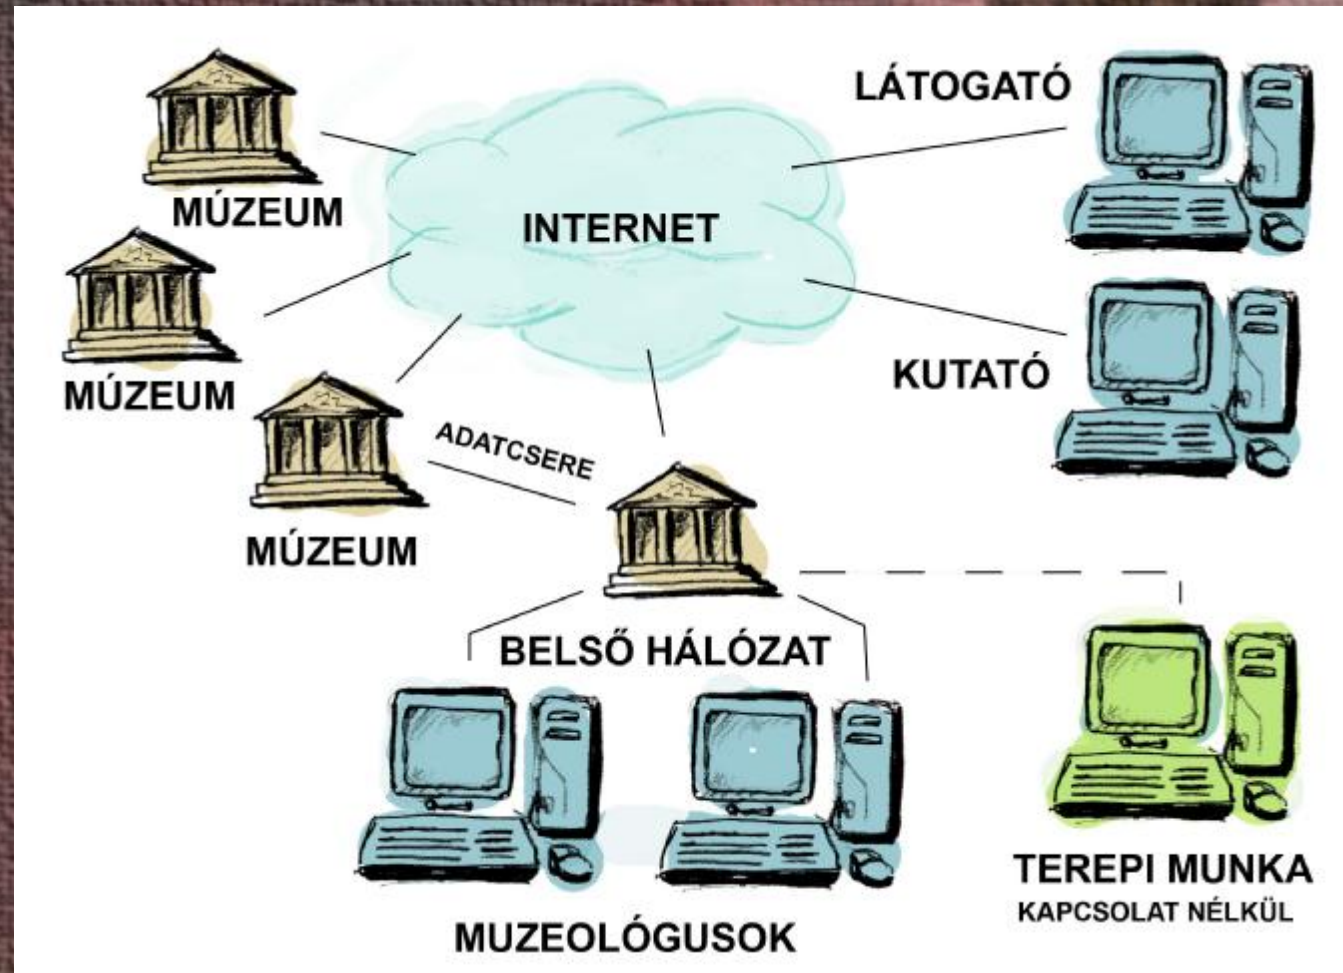 LÁTOGATÓ
MÚZEUM
INTERNET
MÚZEUM
KUTATÓ
ADATCSERE
MÚZEUM
BELSŐ HÁLÓZAT
TEREPI MUNKA
KAPCSOLAT NÉLKÜL
MUZEOLÓGUSOK